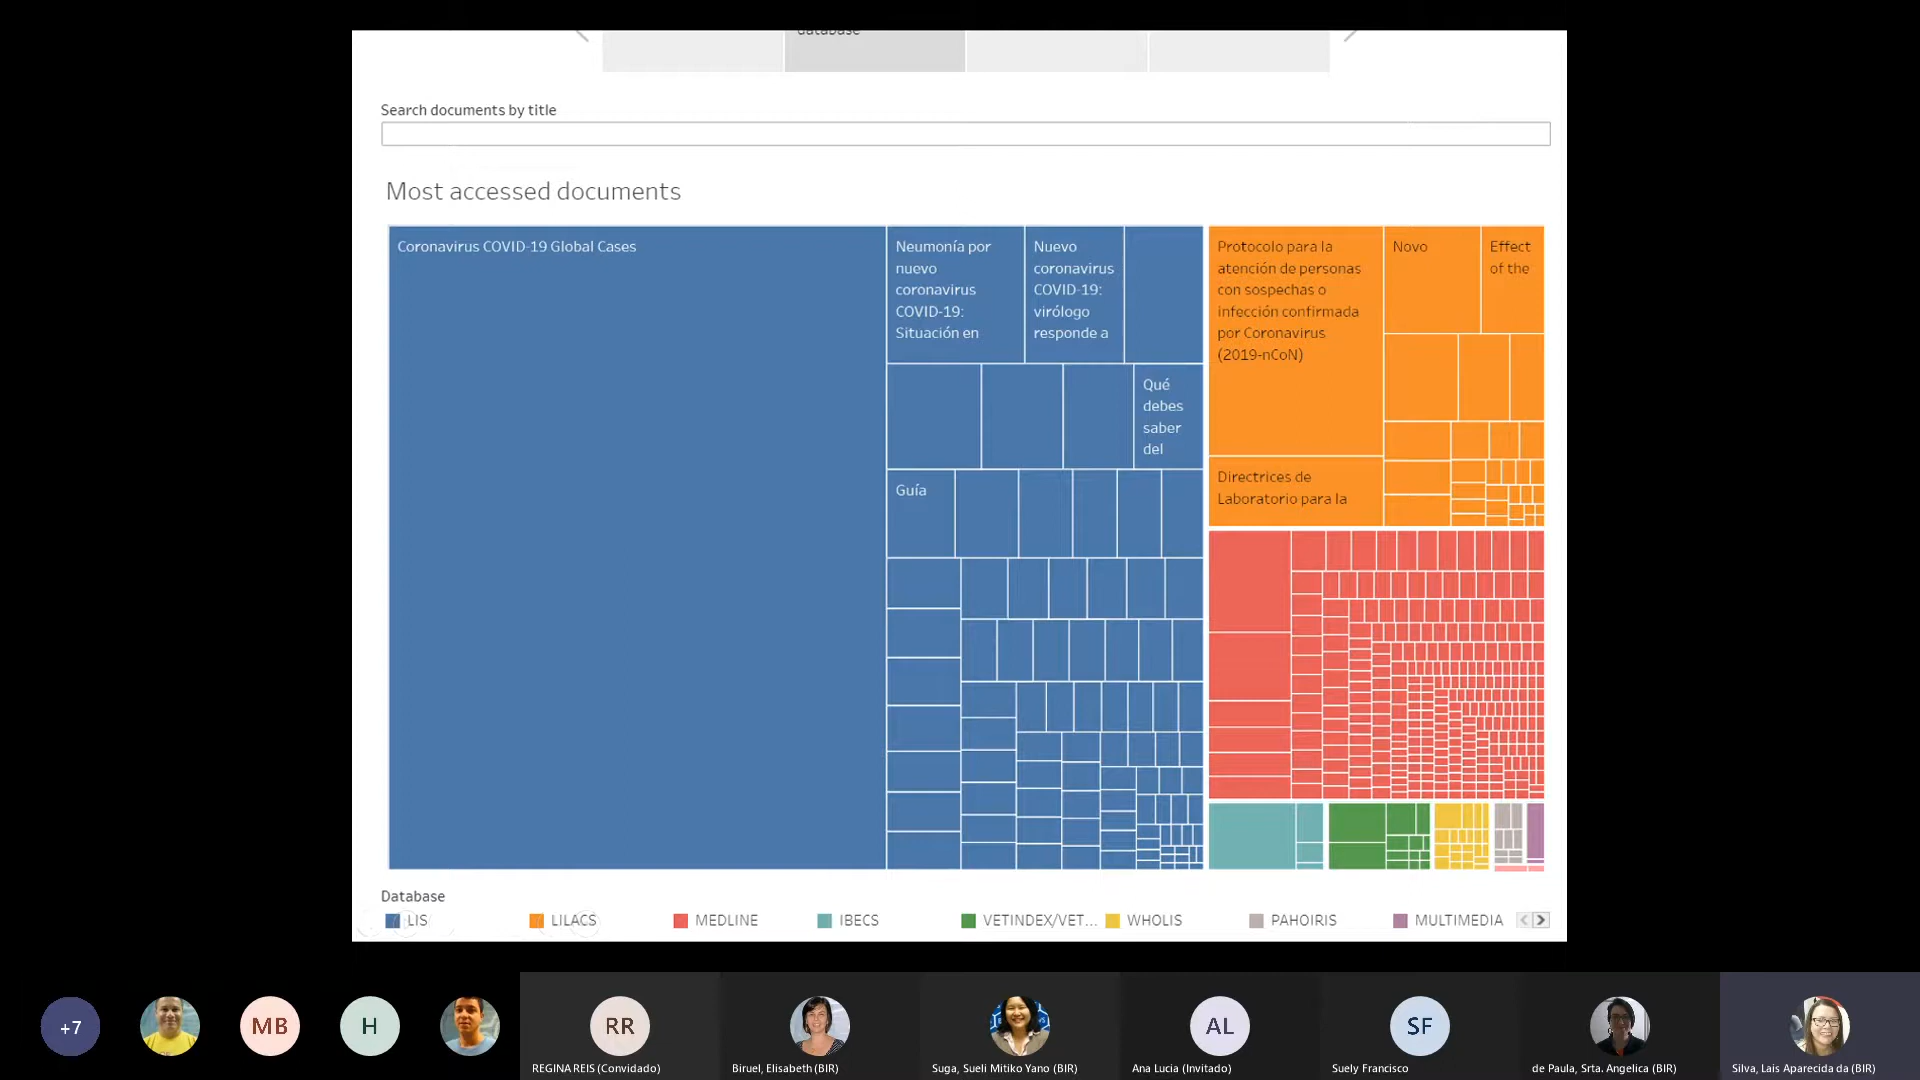 database
Search documents by title
Most accessed documents
Coronavirus COVID-19 Global Cases
Neumonía por
nuevo
coronavirus
COVID-19:
Situación en
Nuevo
coronavirus
COVID-19:
virólogo
responde a
Qué
debes
saber
del
Guía
Protocolo para la
atención de personas
con sospechas o
infección confirmada
por Coronavirus
(2019-nCoN)
Novo
Effect
of the
Directrices de
Laboratorio para la
Database
LIS
LILACS
MEDLINE
IBECS
VETINDEX/VET...
WHOLIS
PAHOIRIS
MULTIMEDIA
+7
MB
H
RR
REGINA REIS (Convidado)
Biruel, Elisabeth (BIR)
Suga, Sueli Mitiko Yano (BIR)
AL
Ana Lucia (Invitado)
SF
Suely Francisco
de Paula, Srta. Angelica (BIR)
Silva, Lais Aparecida da (BIR)